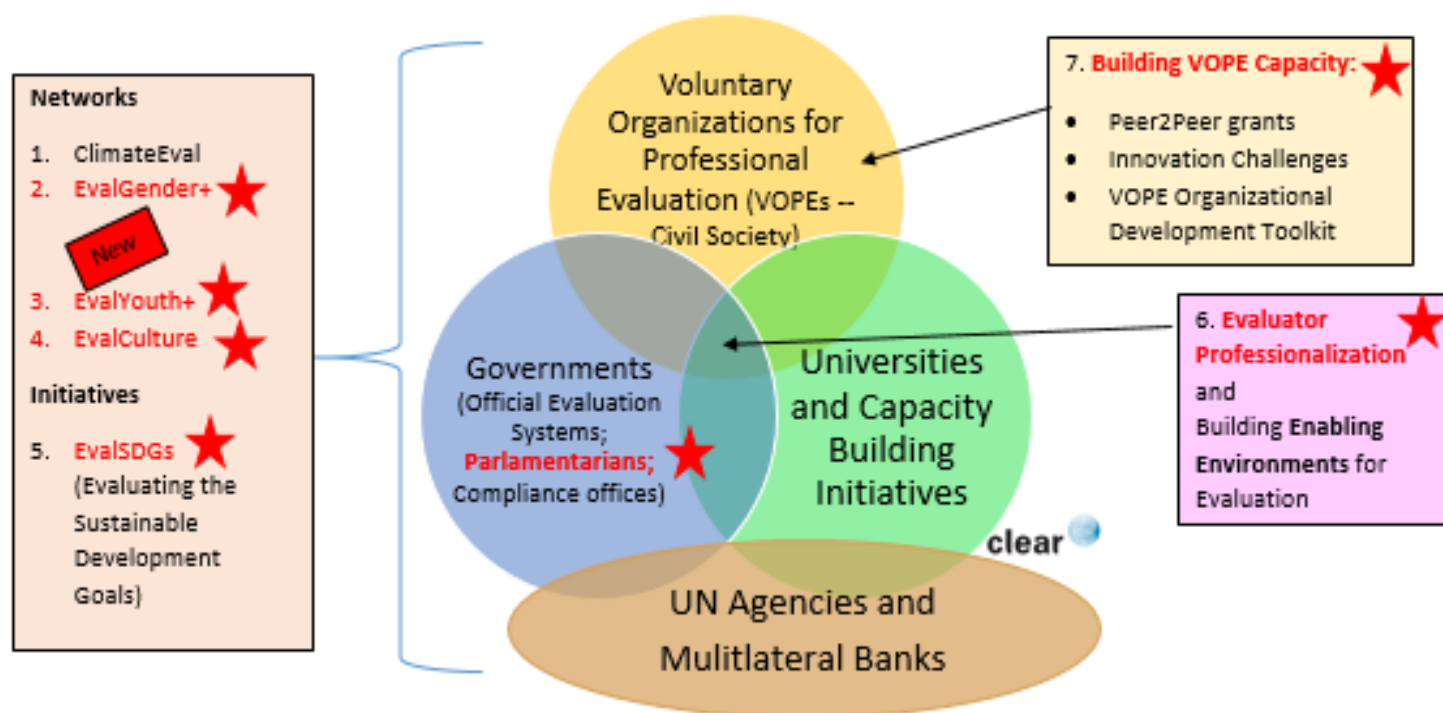 Networks
1. ClimateEval
2. EvalGender+
New
3. EvalYouth+
4. EvalCulture
Initiatives
5. EvalSDGs
(Evaluating the
Sustainable
Development
Goals)
Voluntary
Organizations for
Professional
Evaluation (VOPEs --
Civil Society)
Governments
(Official Evaluation
Systems;
Parlamentarians;
Compliance offices)
Universities
and Capacity
Building
Initiatives
clear
UN Agencies and
Mulitlateral Banks
7. Building VOPE Capacity:
• Peer2Peer grants
• Innovation Challenges
• VOPE Organizational
Development Toolkit
6. Evaluator
Professionalization
and
Building Enabling
Environments for
Evaluation